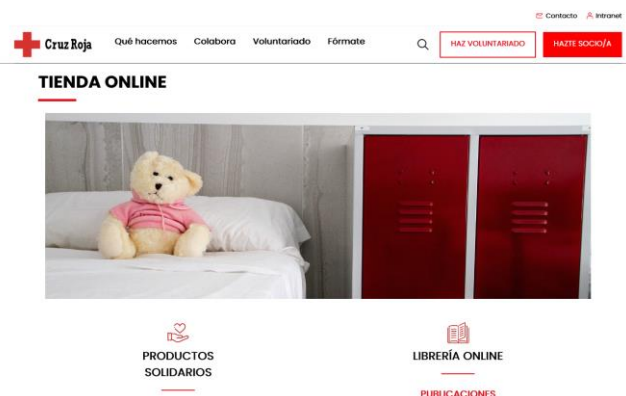 Contacto Intranet
Cruz Roja Qué hacemos Colabora Voluntariado Fórmate HAZ VOLUNTARIADO HAZTE SOCIO/A
TIENDA ONLINE
PRODUCTOS
SOLIDARIOS
LIBRERÍA ONLINE
PUBLICACIONES